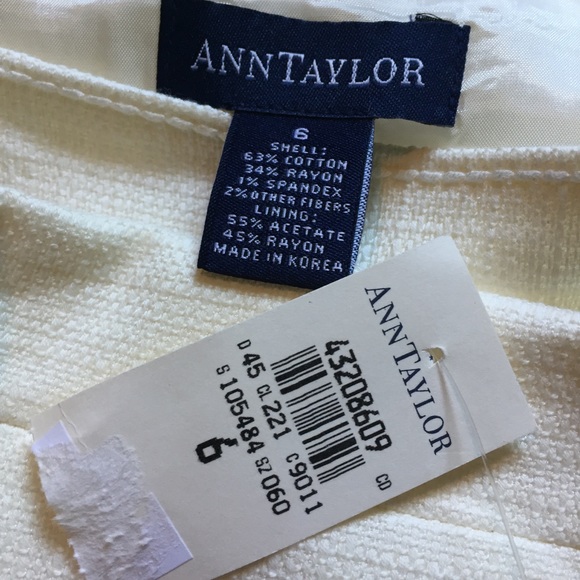 ANNTAYLOR
6
SHELL:
63% COTTON
34% RAYON
1% SPANDEX
2% OTHER FIBERS
LINING:
55% ACETATE
45% RAYON
MADE IN KOREA
ANNTAYLOR
43208609 CD
D 45 CL 221 C 9011
S 105484 SZ 060
6